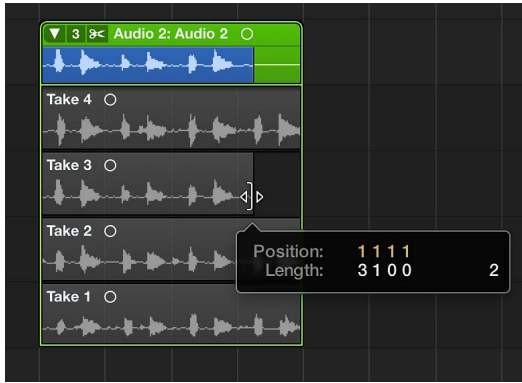 3 Audio 2: Audio 2
Take 4
Take 3
Take 2
Position: 1 1 1 1
Length: 3 1 0 0 2
Take 1